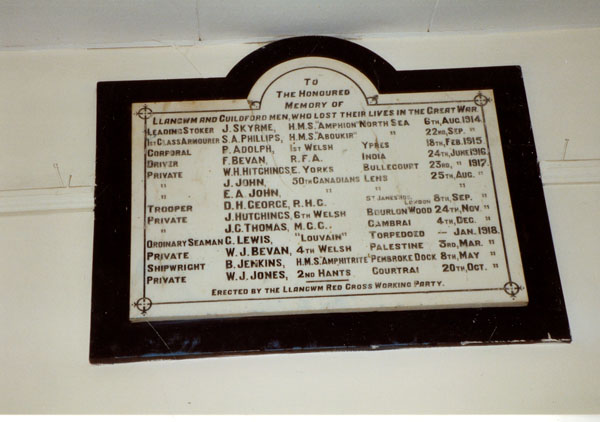 TO
THE HONOURED
MEMORY OF
LLANGWM AND GUILDFORD MEN, WHO LOST THEIR LIVES IN THE GREAT WAR
LEADING STOKER J. SKYRME, H.M.S. "AMPHION" NORTH SEA 6TH, AUG. 1914.
1ST CLASS ARMOURER S.A. PHILLIPS, H.M.S. "ABOUKIR" " 22ND, SEP. "
CORPORAL P. ADOLPH, 1ST WELSH YPRES 18TH, FEB. 1915.
DRIVER F. BEVAN, R.F.A. INDIA 24TH, JUNE 1916.
PRIVATE W.H. HITCHINGS, E. YORKS BULLECOURT 23RD, " 1917.
" J. JOHN, 50TH CANADIANS LENS 25TH, AUG. "
" E.A. JOHN, " " "
TROOPER D.H. GEORGE, R.H.G. ST JAMES LONDON 8TH, SEP. "
PRIVATE J. HUTCHINGS, 6TH WELSH BOURLON WOOD 24TH, NOV. "
" J.G. THOMAS, M.G.C. CAMBRAI 4TH, DEC. "
ORDINARY SEAMAN G. LEWIS, "LOUVAIN" TORPEDOED — JAN. 1918.
PRIVATE W.J. BEVAN, 4TH WELSH PALESTINE 3RD, MAR. "
SHIPWRIGHT B. JENKINS, H.M.S. "AMPHITRITE" PEMBROKE DOCK 8TH, MAY "
PRIVATE W.J. JONES, 2ND HANTS. COURTRAI 20TH, OCT. "
ERECTED BY THE LLANGWM RED CROSS WORKING PARTY.